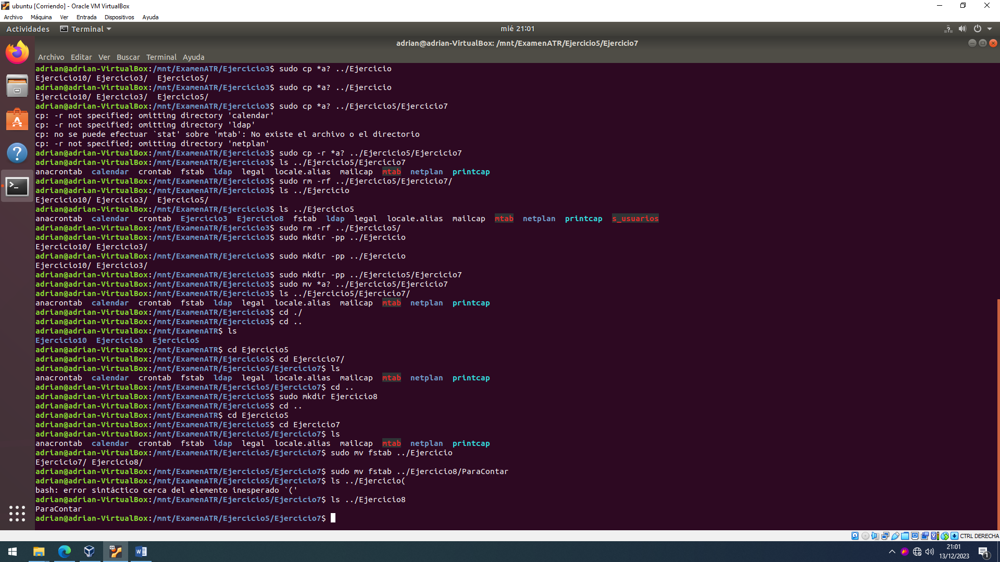 ubuntu [Corriendo] - Oracle VM VirtualBox
Archivo Máquina Ver Entrada Dispositivos Ayuda
Actividades Terminal mié 21:01
adrian@adrian-VirtualBox: /mnt/ExamenATR/Ejercicio5/Ejercicio7
Archivo Editar Ver Buscar Terminal Ayuda
adrian@adrian-VirtualBox:/mnt/ExamenATR/Ejercicio3$ sudo cp *a? ../Ejercicio
Ejercicio10/ Ejercicio3/  Ejercicio5/
adrian@adrian-VirtualBox:/mnt/ExamenATR/Ejercicio3$ sudo cp *a? ../Ejercicio
Ejercicio10/ Ejercicio3/  Ejercicio5/
adrian@adrian-VirtualBox:/mnt/ExamenATR/Ejercicio3$ sudo cp *a? ../Ejercicio5/Ejercicio7
cp: -r not specified; omitting directory 'calendar'
cp: -r not specified; omitting directory 'ldap'
cp: no se puede efectuar `stat' sobre 'mtab': No existe el archivo o el directorio
cp: -r not specified; omitting directory 'netplan'
adrian@adrian-VirtualBox:/mnt/ExamenATR/Ejercicio3$ sudo cp -r *a? ../Ejercicio5/Ejercicio7
adrian@adrian-VirtualBox:/mnt/ExamenATR/Ejercicio3$ ls ../Ejercicio5/Ejercicio7
anacrontab  calendar  crontab  fstab  ldap  legal  locale.alias  mailcap  mtab  netplan  printcap
adrian@adrian-VirtualBox:/mnt/ExamenATR/Ejercicio3$ sudo rm -rf ../Ejercicio5/Ejercicio7/
adrian@adrian-VirtualBox:/mnt/ExamenATR/Ejercicio3$ ls ../Ejercicio
Ejercicio10/ Ejercicio3/  Ejercicio5/
adrian@adrian-VirtualBox:/mnt/ExamenATR/Ejercicio3$ ls ../Ejercicio5
anacrontab  calendar  crontab  Ejercicio3  Ejercicio8  fstab  ldap  legal  locale.alias  mailcap  mtab  netplan  printcap  s_usuarios
adrian@adrian-VirtualBox:/mnt/ExamenATR/Ejercicio3$ sudo rm -rf ../Ejercicio5/
adrian@adrian-VirtualBox:/mnt/ExamenATR/Ejercicio3$ sudo mkdir -pp ../Ejercicio
Ejercicio10/ Ejercicio3/
adrian@adrian-VirtualBox:/mnt/ExamenATR/Ejercicio3$ sudo mkdir -pp ../Ejercicio
Ejercicio10/ Ejercicio3/
adrian@adrian-VirtualBox:/mnt/ExamenATR/Ejercicio3$ sudo mkdir -pp ../Ejercicio5/Ejercicio7
adrian@adrian-VirtualBox:/mnt/ExamenATR/Ejercicio3$ sudo mv *a? ../Ejercicio5/Ejercicio7
adrian@adrian-VirtualBox:/mnt/ExamenATR/Ejercicio3$ ls ../Ejercicio5/Ejercicio7/
anacrontab  calendar  crontab  fstab  ldap  legal  locale.alias  mailcap  mtab  netplan  printcap
adrian@adrian-VirtualBox:/mnt/ExamenATR/Ejercicio3$ cd ./
adrian@adrian-VirtualBox:/mnt/ExamenATR/Ejercicio3$ cd ..
adrian@adrian-VirtualBox:/mnt/ExamenATR$ ls
Ejercicio10  Ejercicio3  Ejercicio5
adrian@adrian-VirtualBox:/mnt/ExamenATR$ cd Ejercicio5
adrian@adrian-VirtualBox:/mnt/ExamenATR/Ejercicio5$ cd Ejercicio7/
adrian@adrian-VirtualBox:/mnt/ExamenATR/Ejercicio5/Ejercicio7$ ls
anacrontab  calendar  crontab  fstab  ldap  legal  locale.alias  mailcap  mtab  netplan  printcap
adrian@adrian-VirtualBox:/mnt/ExamenATR/Ejercicio5/Ejercicio7$ cd ..
adrian@adrian-VirtualBox:/mnt/ExamenATR/Ejercicio5$ sudo mkdir Ejercicio8
adrian@adrian-VirtualBox:/mnt/ExamenATR/Ejercicio5$ cd ..
adrian@adrian-VirtualBox:/mnt/ExamenATR$ cd Ejercicio5
adrian@adrian-VirtualBox:/mnt/ExamenATR/Ejercicio5$ cd Ejercicio7
adrian@adrian-VirtualBox:/mnt/ExamenATR/Ejercicio5/Ejercicio7$ ls
anacrontab  calendar  crontab  fstab  ldap  legal  locale.alias  mailcap  mtab  netplan  printcap
adrian@adrian-VirtualBox:/mnt/ExamenATR/Ejercicio5/Ejercicio7$ sudo mv fstab ../Ejercicio
Ejercicio7/ Ejercicio8/
adrian@adrian-VirtualBox:/mnt/ExamenATR/Ejercicio5/Ejercicio7$ sudo mv fstab ../Ejercicio8/ParaContar
adrian@adrian-VirtualBox:/mnt/ExamenATR/Ejercicio5/Ejercicio7$ ls ../Ejercicio(
bash: error sintáctico cerca del elemento inesperado `('
adrian@adrian-VirtualBox:/mnt/ExamenATR/Ejercicio5/Ejercicio7$ ls ../Ejercicio8
ParaContar
adrian@adrian-VirtualBox:/mnt/ExamenATR/Ejercicio5/Ejercicio7$
CTRL DERECHA
21:01
13/12/2023
1